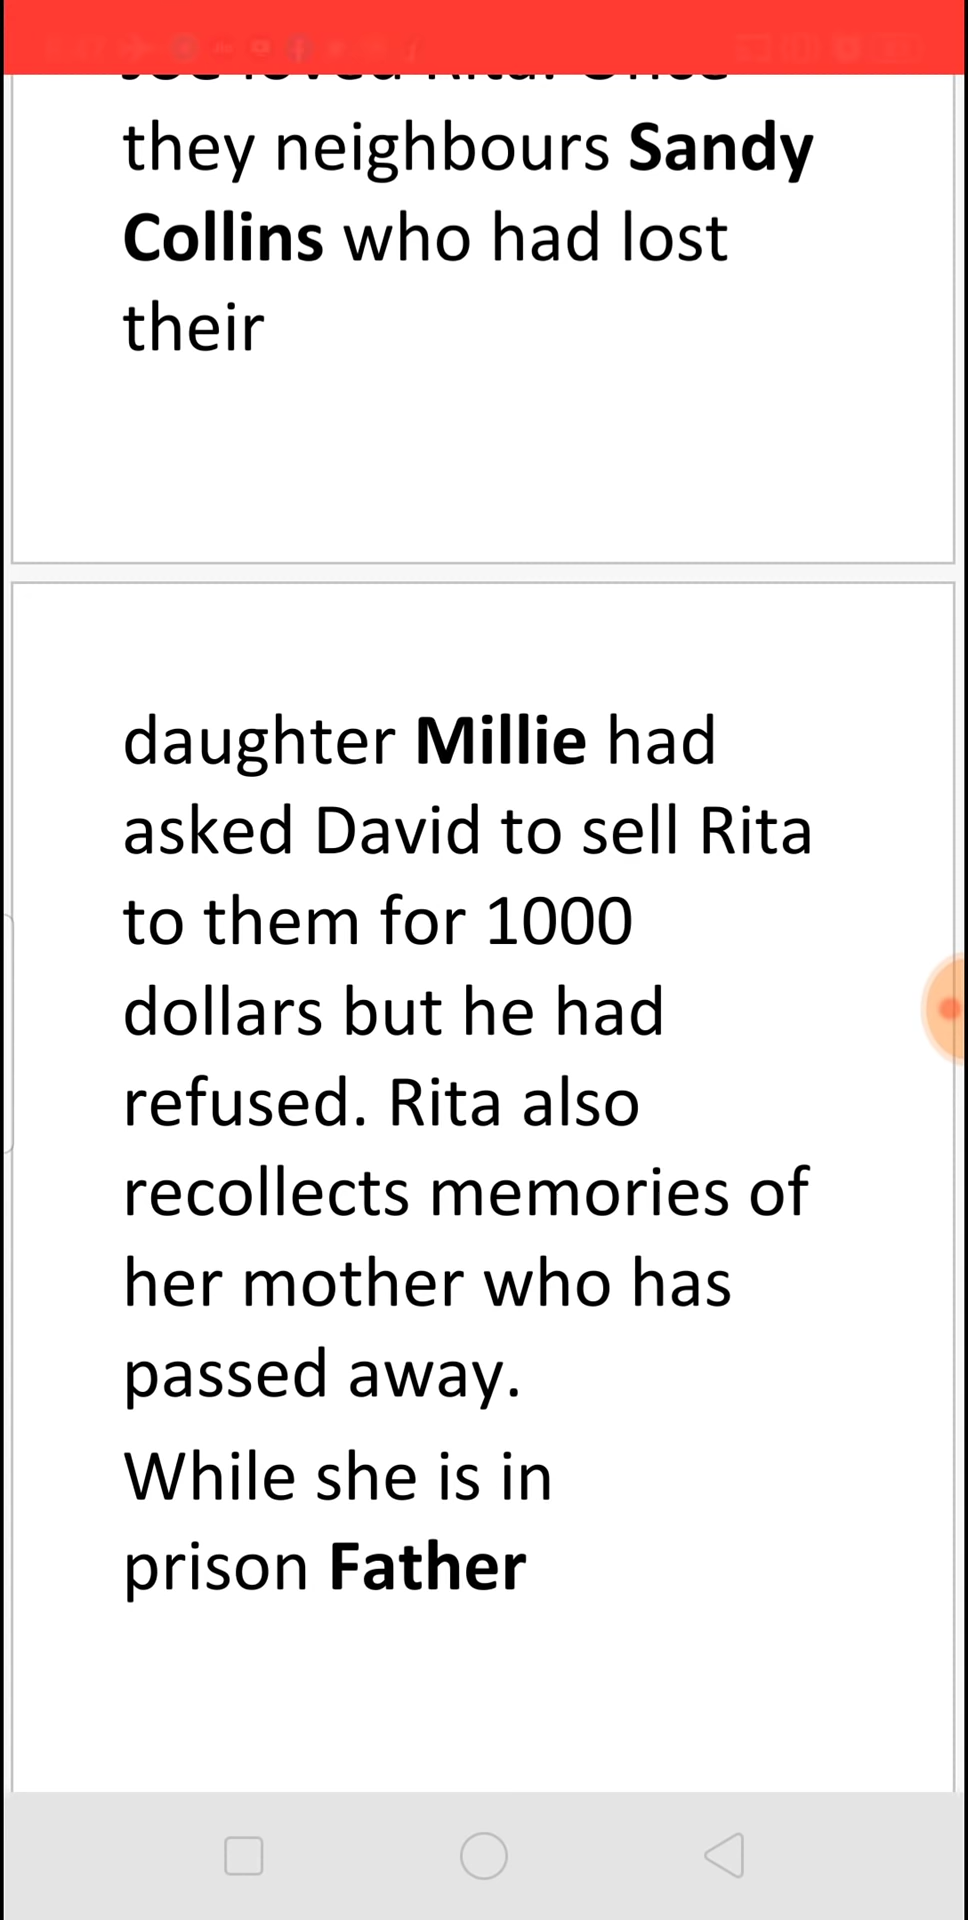 they neighbours Sandy
Collins who had lost
their
daughter Millie had
asked David to sell Rita
to them for 1000
dollars but he had
refused. Rita also
recollects memories of
her mother who has
passed away.
While she is in
prison Father